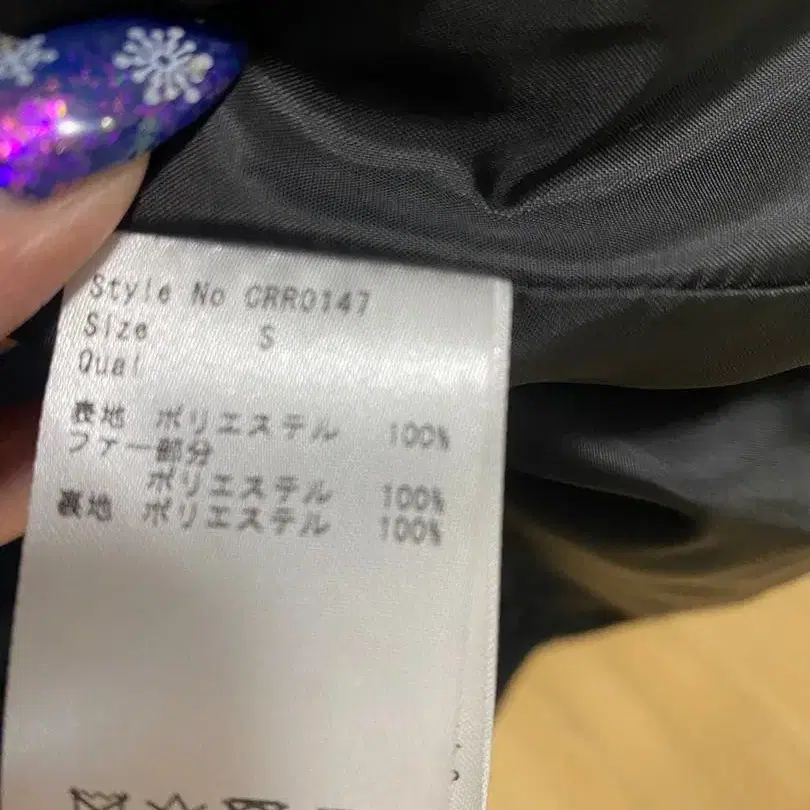 Style No CRR0147
Size S
Qual
表地 ポリエステル 100%
ファー部分
ポリエステル 100%
裏地 ポリエステル 100%